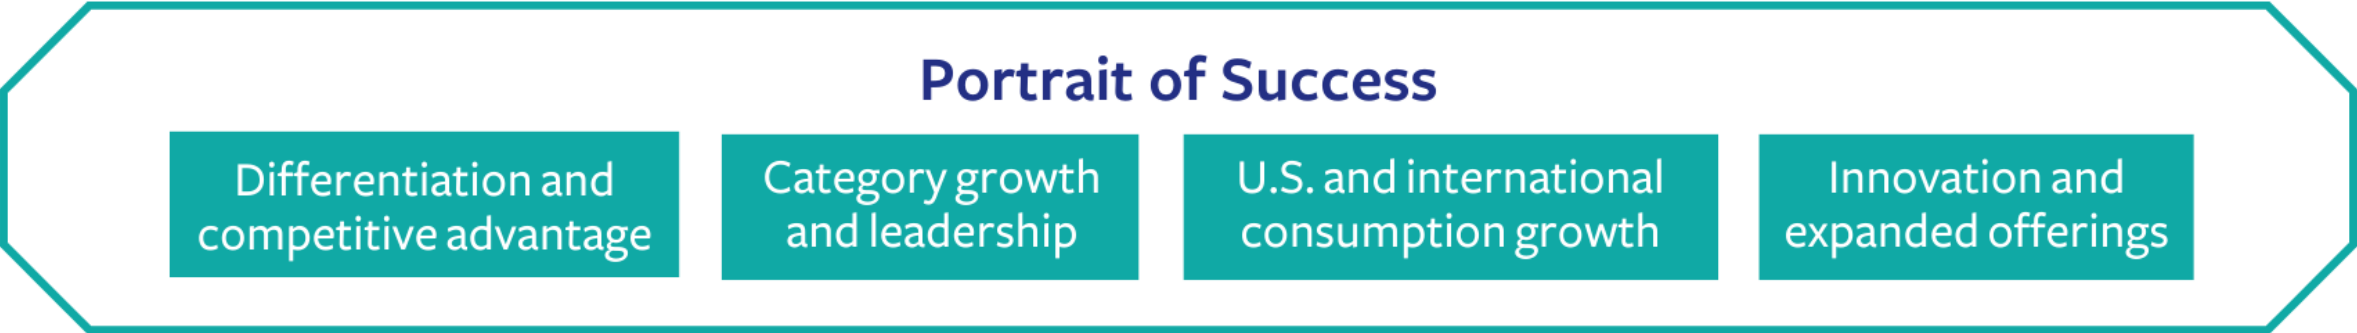 Portrait of Success
Differentiation and
competitive advantage
Category growth
and leadership
U.S. and international
consumption growth
Innovation and
expanded offerings